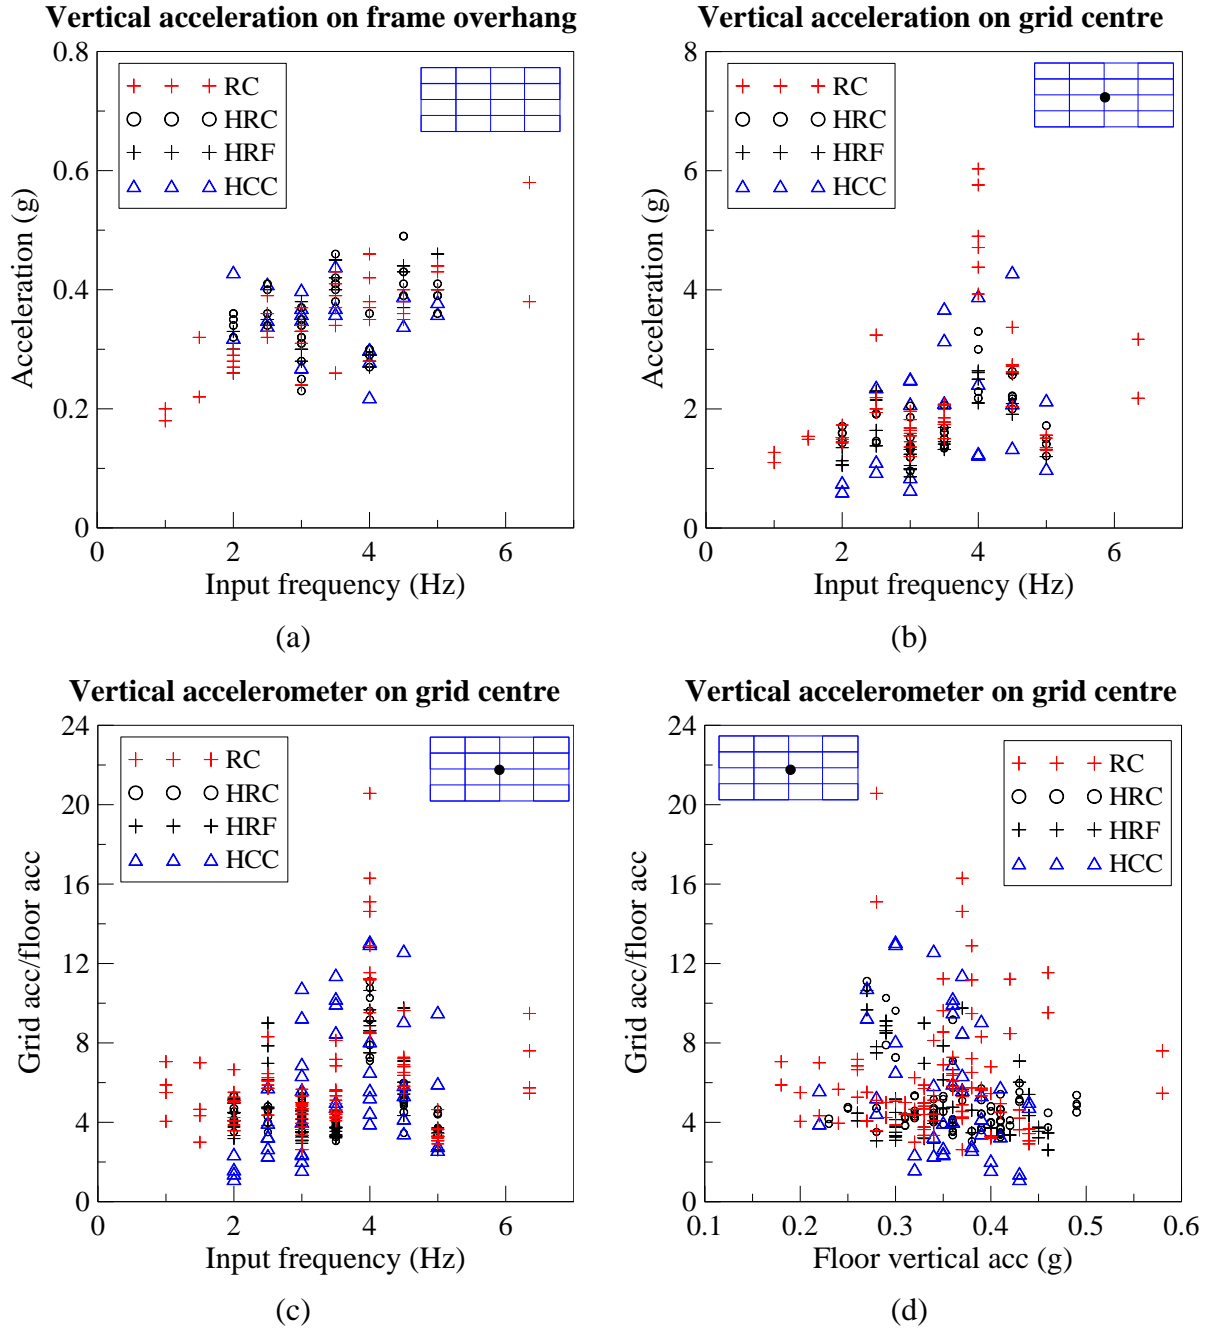 Vertical acceleration on frame overhang
0.8
0.6
0.4
0.2
0
Acceleration (g)
RC
HRC
HRF
HCC
0 2 4 6
Input frequency (Hz)
(a)
Vertical acceleration on grid centre
8
6
4
2
0
Acceleration (g)
RC
HRC
HRF
HCC
0 2 4 6
Input frequency (Hz)
(b)
Vertical accelerometer on grid centre
24
20
16
12
8
4
0
Grid acc/floor acc
RC
HRC
HRF
HCC
0 2 4 6
Input frequency (Hz)
(c)
Vertical accelerometer on grid centre
24
20
16
12
8
4
0
Grid acc/floor acc
RC
HRC
HRF
HCC
0.1 0.2 0.3 0.4 0.5 0.6
Floor vertical acc (g)
(d)